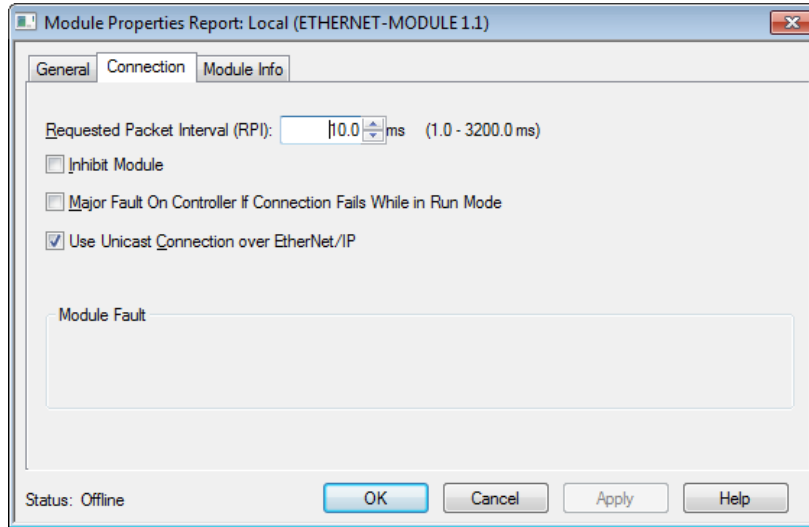 Module Properties Report: Local (ETHERNET-MODULE 1.1)
General Connection Module Info
Requested Packet Interval (RPI): 10.0 ms (1.0 - 3200.0 ms)
Inhibit Module
Major Fault On Controller If Connection Fails While in Run Mode
Use Unicast Connection over EtherNet/IP
Module Fault
Status: Offline OK Cancel Apply Help